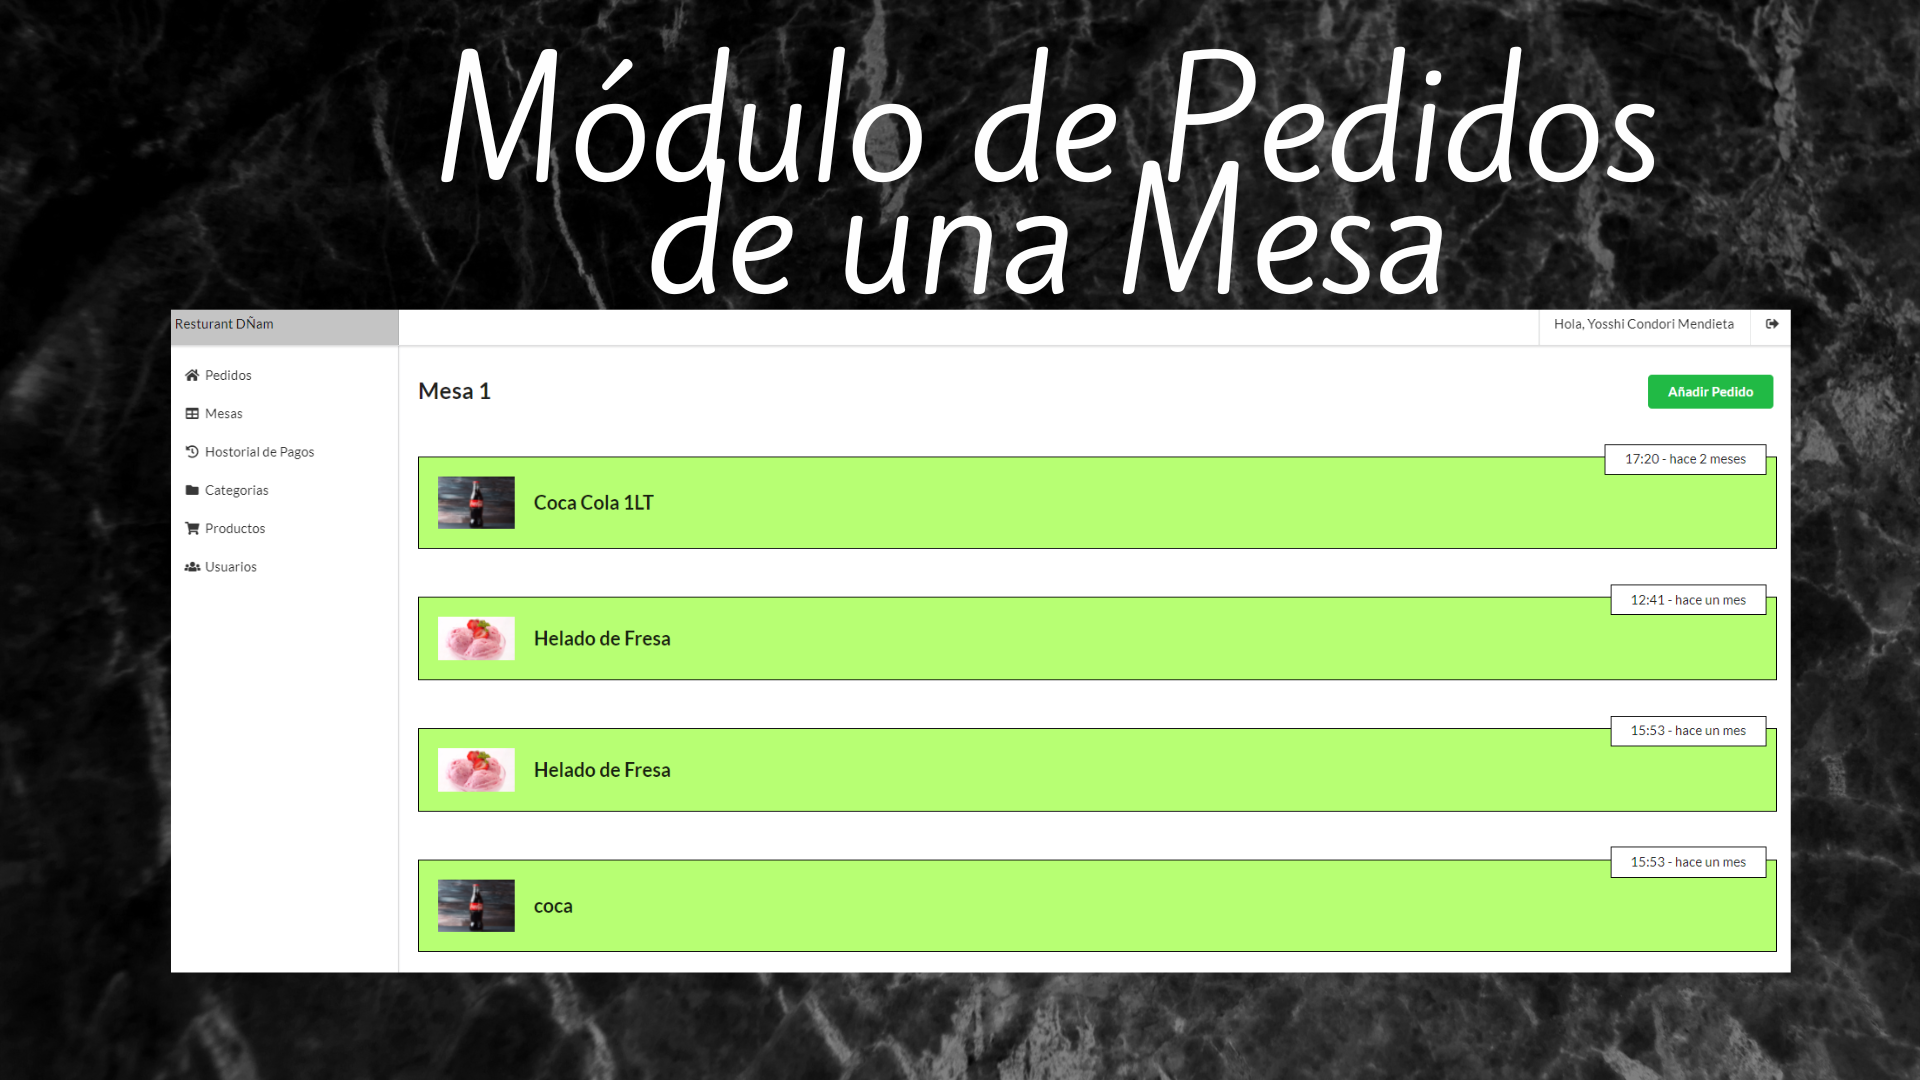 Módulo de Pedidos
de una Mesa
Resturant DÑam
Hola, Yosshi Condori Mendieta
Pedidos
Mesas
Hostorial de Pagos
Categorias
Productos
Usuarios
Mesa 1
Añadir Pedido
17:20 - hace 2 meses
Coca Cola 1LT
12:41 - hace un mes
Helado de Fresa
15:53 - hace un mes
Helado de Fresa
15:53 - hace un mes
coca